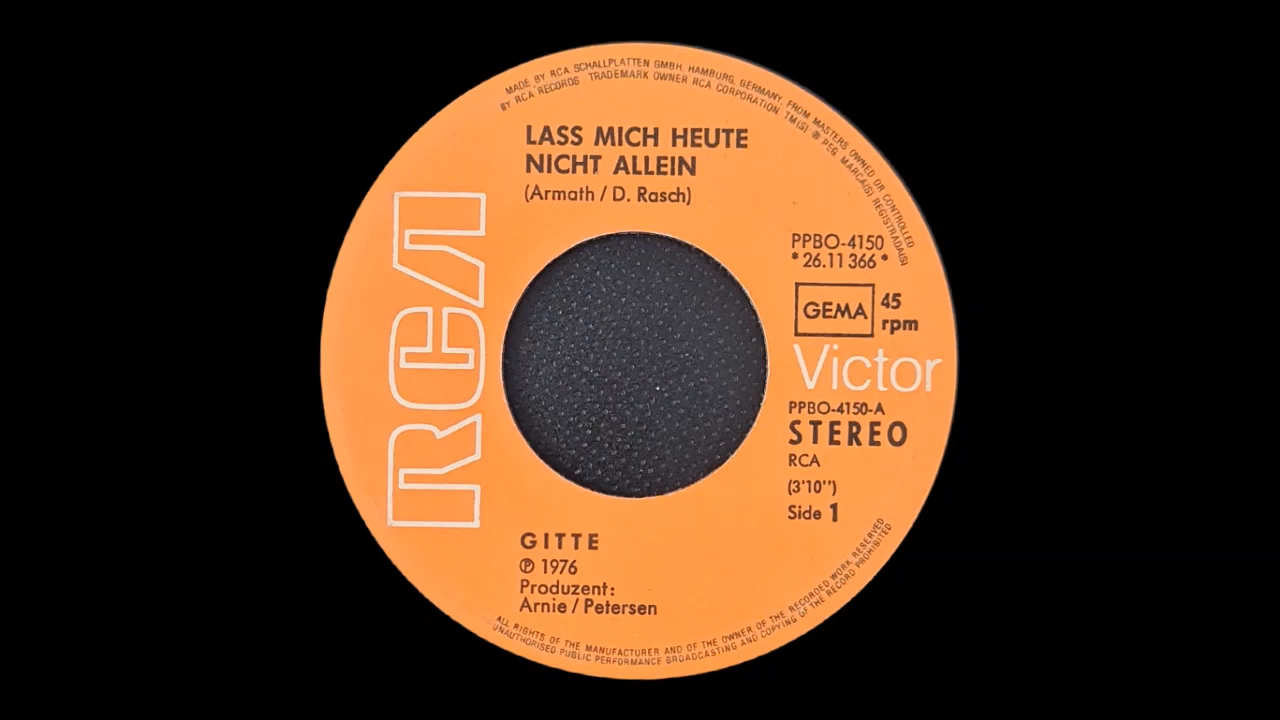 MADE BY RCA SCHALLPLATTEN GMBH, HAMBURG, GERMANY, FROM MASTERS OWNED OR CONTROLLED
BY RCA RECORDS TRADEMARK OWNER RCA CORPORATION TM(S) ® REG. MARCA(S) REGISTRADA(S)
LASS MICH HEUTE
NICHT ALLEIN
(Armath / D. Rasch)
RCA
PPBO-4150
* 26.11 366 *
GEMA
45
rpm
Victor
PPBO-4150-A
STEREO
RCA
(3'10'')
Side 1
GITTE
℗ 1976
Produzent:
Arnie / Petersen
ALL RIGHTS OF THE MANUFACTURER AND OF THE OWNER OF THE RECORDED WORK RESERVED
UNAUTHORISED PUBLIC PERFORMANCE BROADCASTING AND COPYING OF THE RECORD PROHIBITED